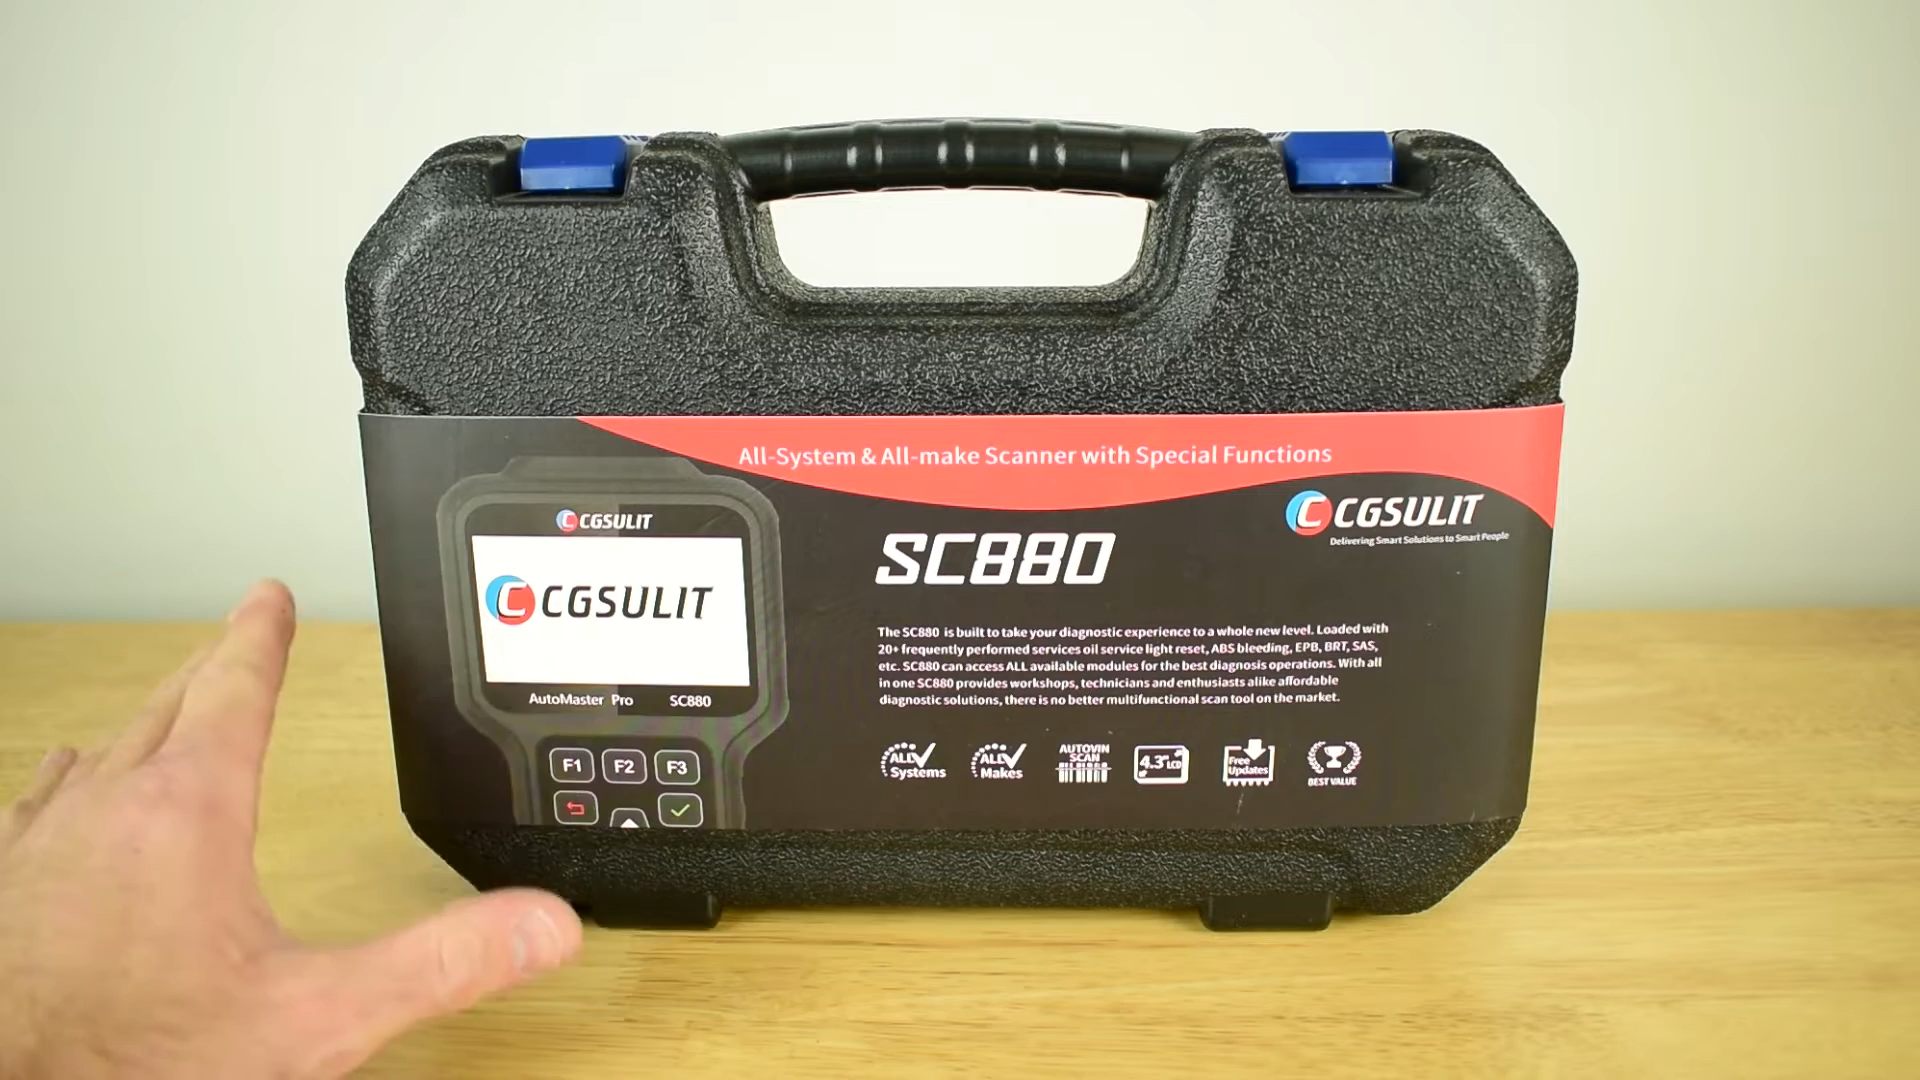 All-System & All-make Scanner with Special Functions
CGSULIT
Delivering Smart Solutions to Smart People
CGSULIT
CGSULIT
AutoMaster Pro SC880
F1 F2 F3
SC880
The SC880 is built to take your diagnostic experience to a whole new level. Loaded with
20+ frequently performed services oil service light reset, ABS bleeding, EPB, BRT, SAS,
etc. SC880 can access ALL available modules for the best diagnosis operations. With all
in one SC880 provides workshops, technicians and enthusiasts alike affordable
diagnostic solutions, there is no better multifunctional scan tool on the market.
ALL
Systems
ALL
Makes
AUTOVIN
SCAN
4.3" LCD
Free
Updates
BEST VALUE